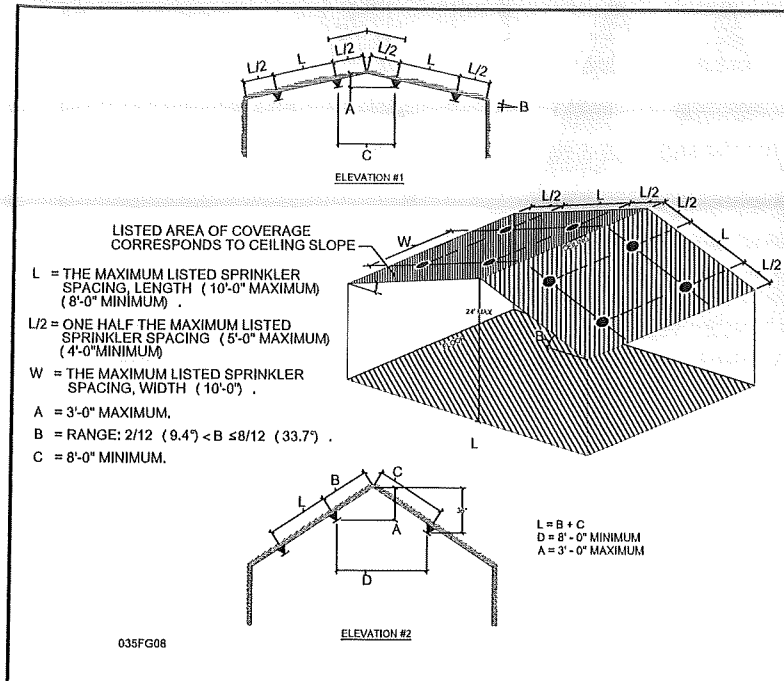 L/2
L
L/2
L/2
L
L/2
A
B
C
ELEVATION #1
L/2
L
L/2
L/2
L
L/2
W
24' MAX
B
L
LISTED AREA OF COVERAGE
CORRESPONDS TO CEILING SLOPE
L = THE MAXIMUM LISTED SPRINKLER
SPACING, LENGTH ( 10'-0" MAXIMUM)
( 8'-0" MINIMUM) .
L/2 = ONE HALF THE MAXIMUM LISTED
SPRINKLER SPACING ( 5'-0" MAXIMUM)
( 4'-0"MINIMUM)
W = THE MAXIMUM LISTED SPRINKLER
SPACING, WIDTH ( 10'-0") .
A = 3'-0" MAXIMUM.
B = RANGE: 2/12 ( 9.4°) < B ≤8/12 ( 33.7°) .
C = 8'-0" MINIMUM.
L
B
C
A
D
L = B + C
D = 8' - 0" MINIMUM
A = 3' - 0" MAXIMUM
ELEVATION #2
035FG08